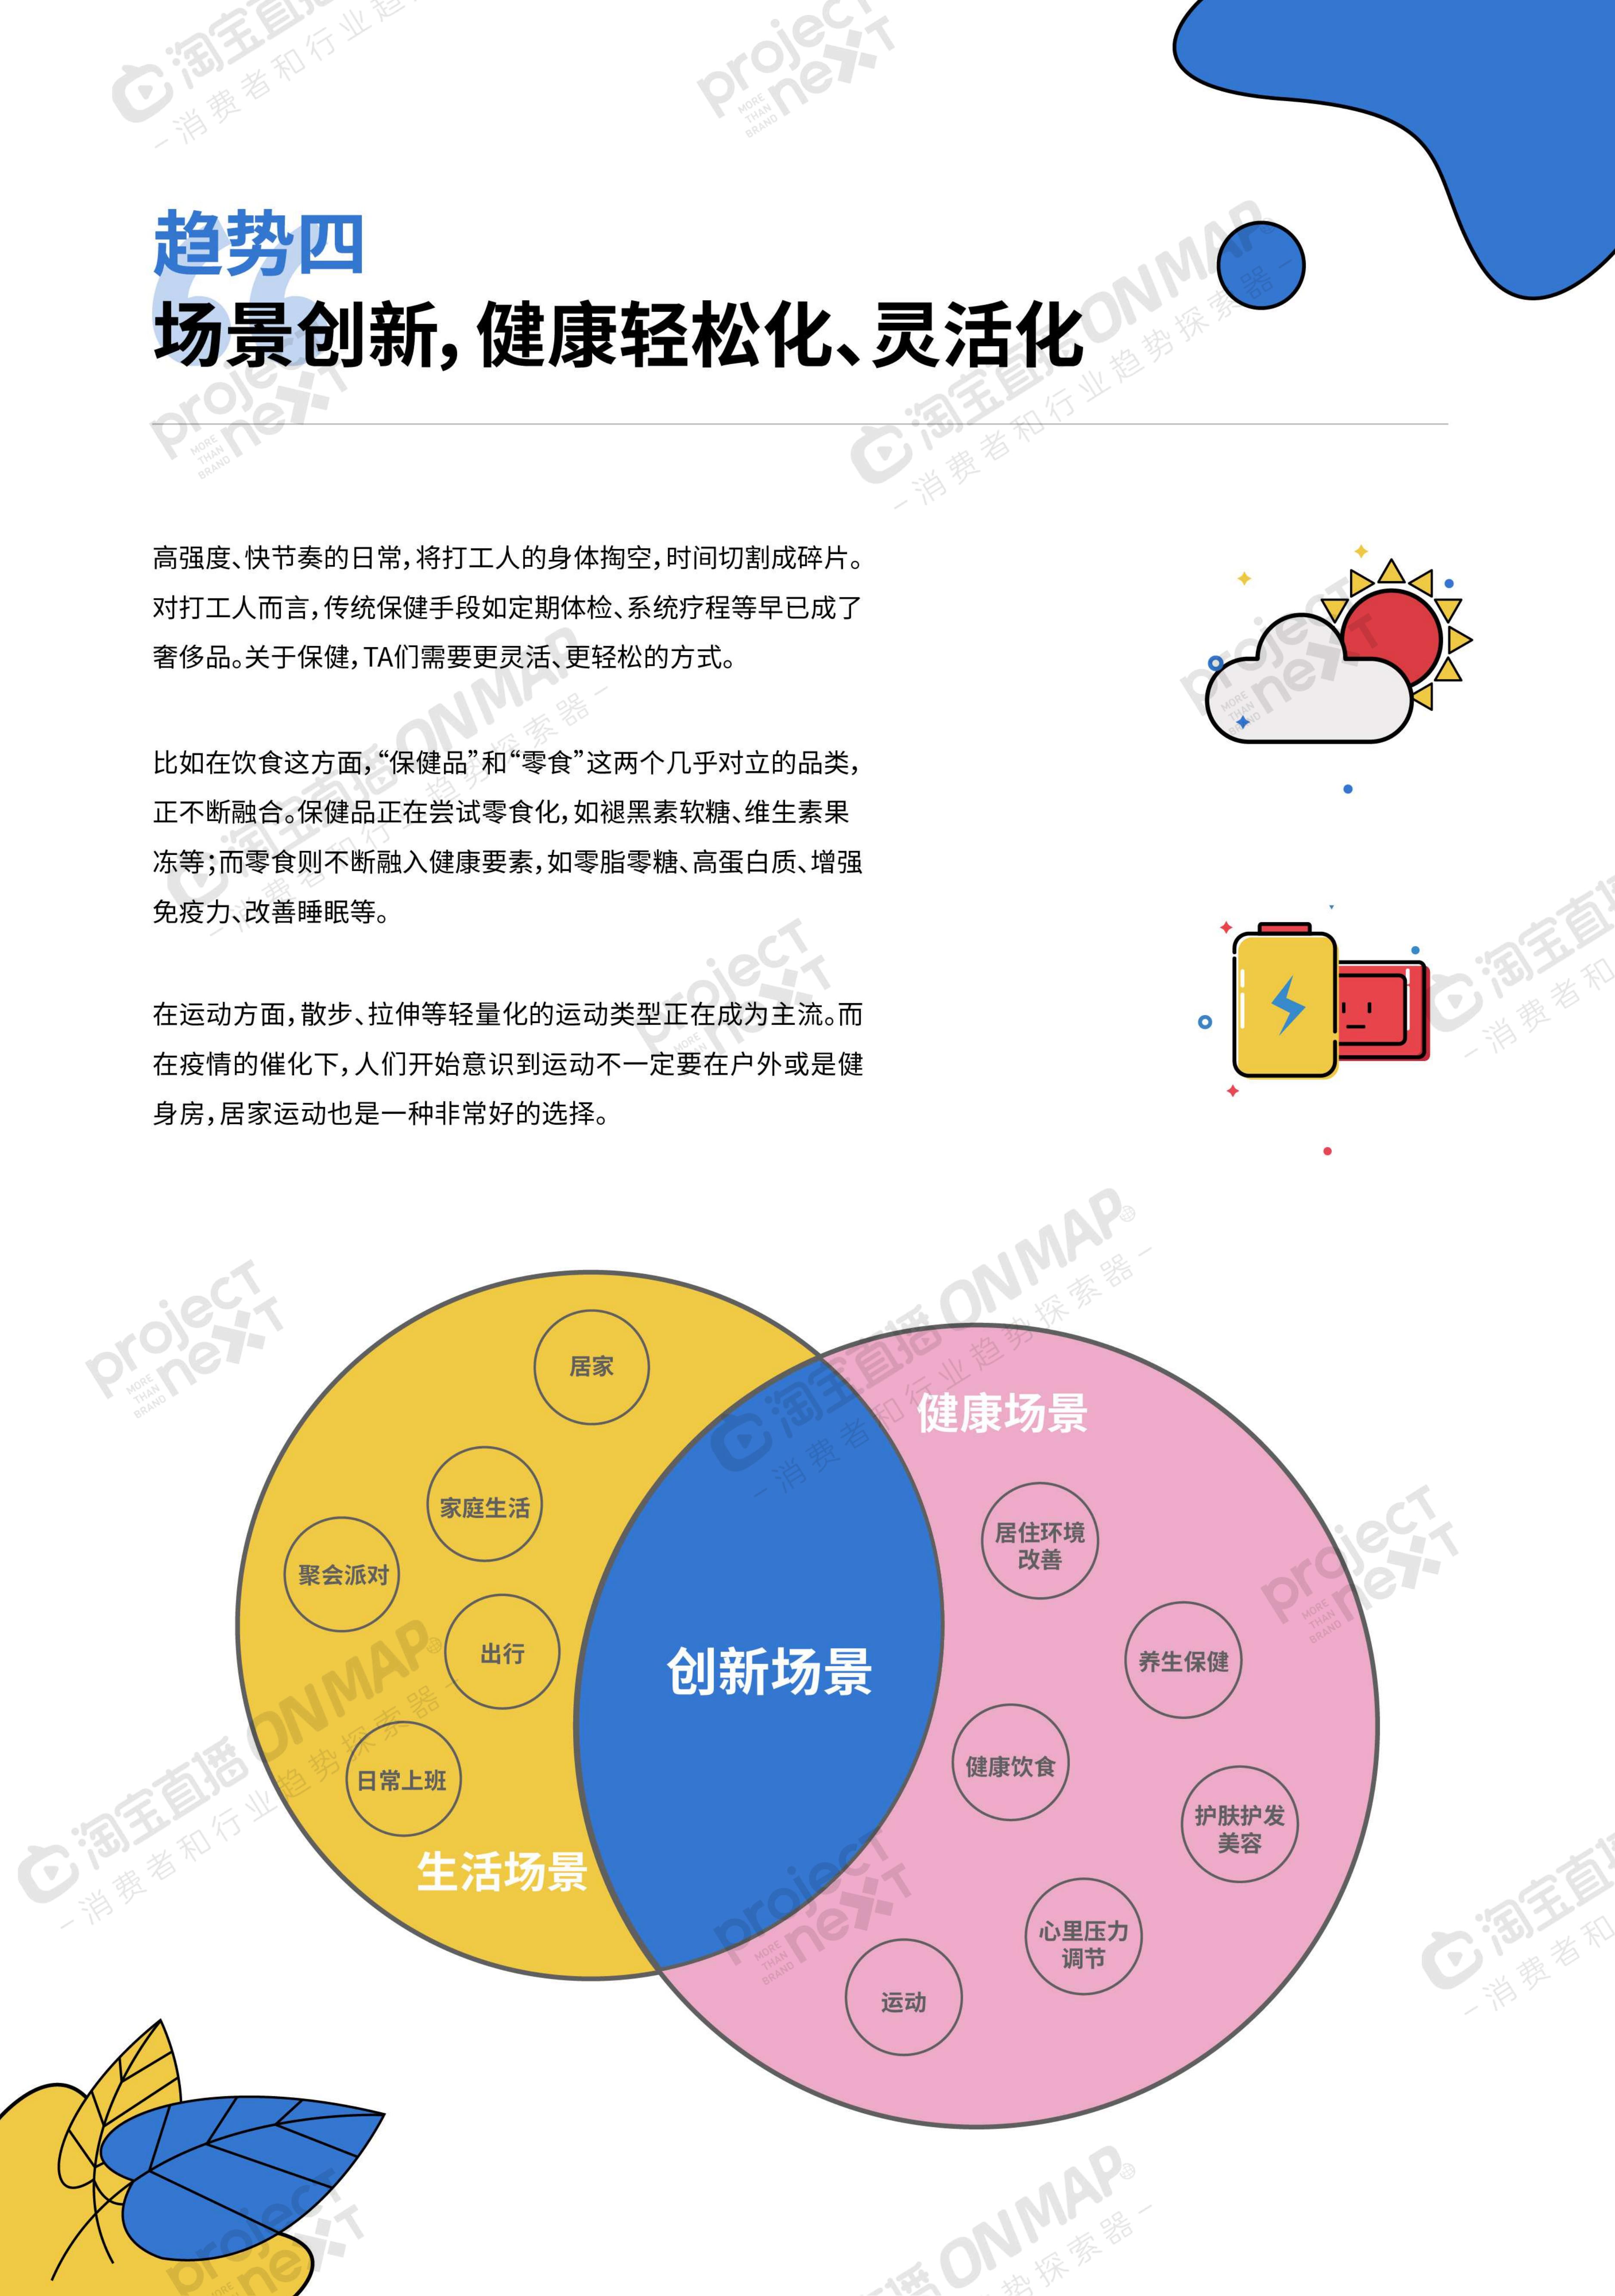 趋势四
场景创新，健康轻松化、灵活化
高强度、快节奏的日常，将打工人的身体掏空，时间切割成碎片。
对打工人而言，传统保健手段如定期体检、系统疗程等早已成了
奢侈品。关于保健，TA们需要更灵活、更轻松的方式。
比如在饮食这方面，“保健品”和“零食”这两个几乎对立的品类，
正不断融合。保健品正在尝试零食化，如褪黑素软糖、维生素果
冻等；而零食则不断融入健康要素，如零脂零糖、高蛋白质、增强
免疫力、改善睡眠等。
在运动方面，散步、拉伸等轻量化的运动类型正在成为主流。而
在疫情的催化下，人们开始意识到运动不一定要在户外或是健
身房，居家运动也是一种非常好的选择。
居家
家庭生活
聚会派对
出行
日常上班
生活场景
创新场景
健康场景
居住环境
改善
养生保健
健康饮食
护肤护发
美容
心里压力
调节
运动
淘宝直播 ONMAP
－消费者和行业趋势探索器－
project
next
MORE
THAN
BRAND